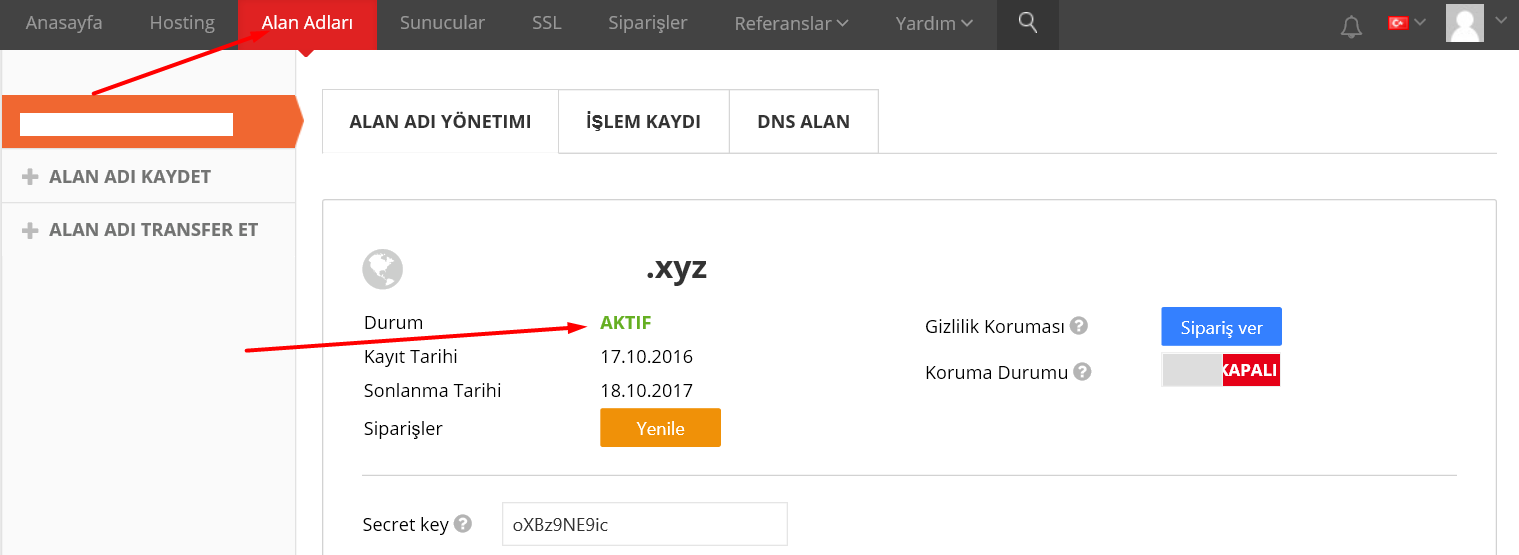 Anasayfa Hosting Alan Adları Sunucular SSL Siparişler Referanslar Yardım
ALAN ADI YÖNETIMI İŞLEM KAYDI DNS ALAN
ALAN ADI KAYDET
ALAN ADI TRANSFER ET
.xyz
Durum AKTIF
Kayıt Tarihi 17.10.2016
Sonlanma Tarihi 18.10.2017
Siparişler Yenile
Gizlilik Koruması ? Sipariş ver
Koruma Durumu ? KAPALI
Secret key ? oXBz9NE9ic